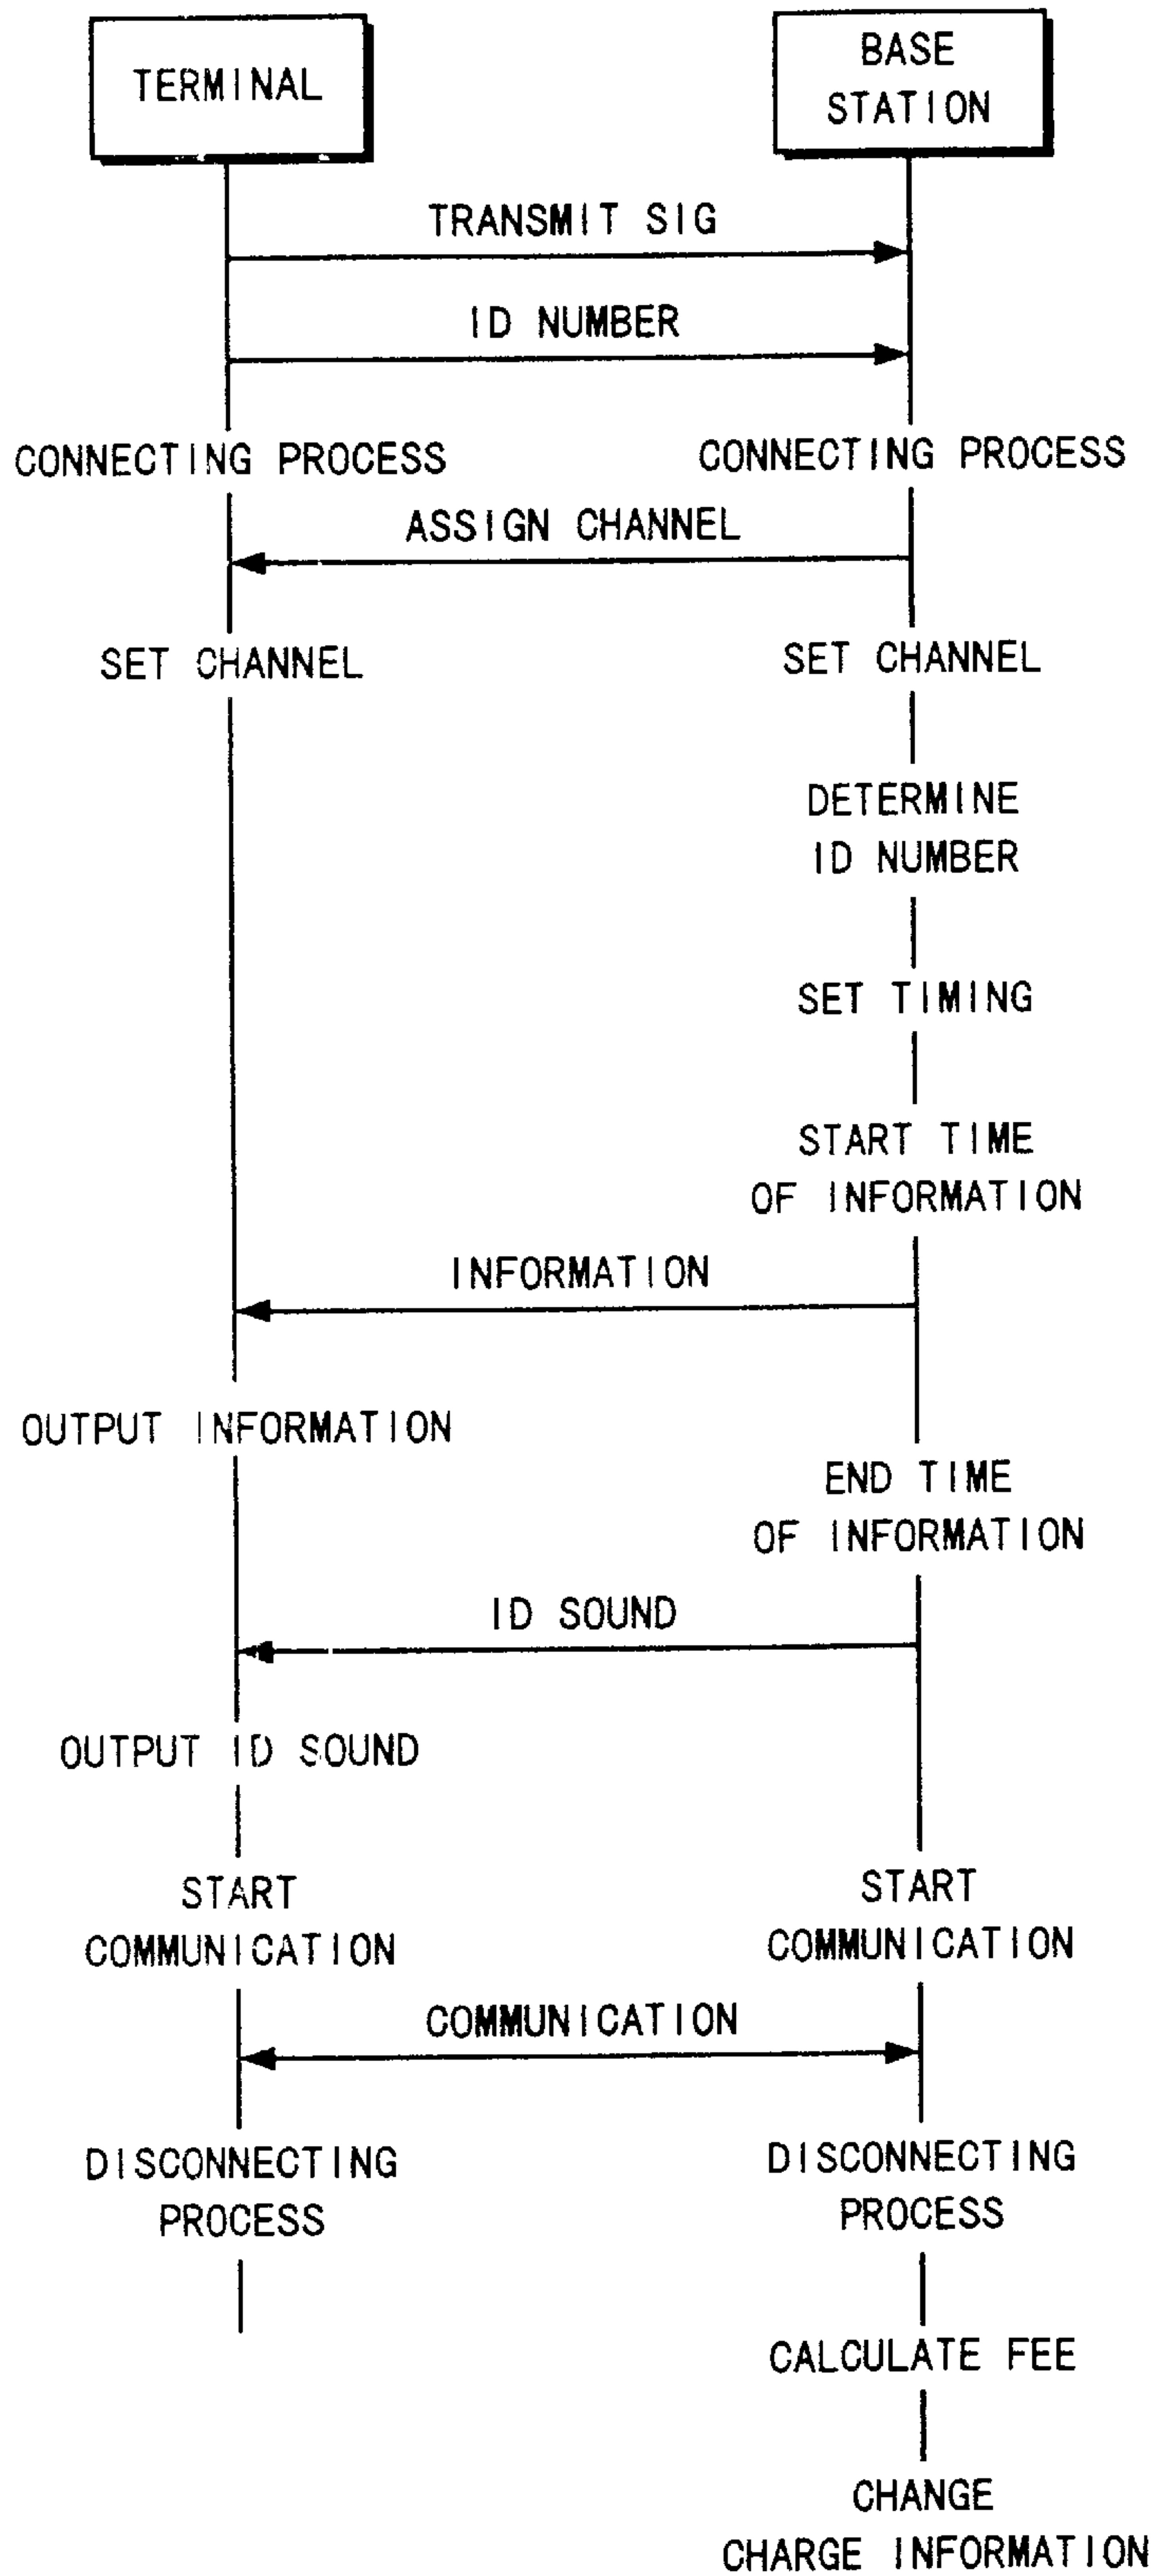 TERMINAL
BASE
STATION
TRANSMIT SIG
ID NUMBER
CONNECTING PROCESS
CONNECTING PROCESS
ASSIGN CHANNEL
SET CHANNEL
SET CHANNEL
DETERMINE
ID NUMBER
SET TIMING
START TIME
OF INFORMATION
INFORMATION
OUTPUT INFORMATION
END TIME
OF INFORMATION
ID SOUND
OUTPUT ID SOUND
START
COMMUNICATION
START
COMMUNICATION
COMMUNICATION
DISCONNECTING
PROCESS
DISCONNECTING
PROCESS
CALCULATE FEE
CHANGE
CHARGE INFORMATION